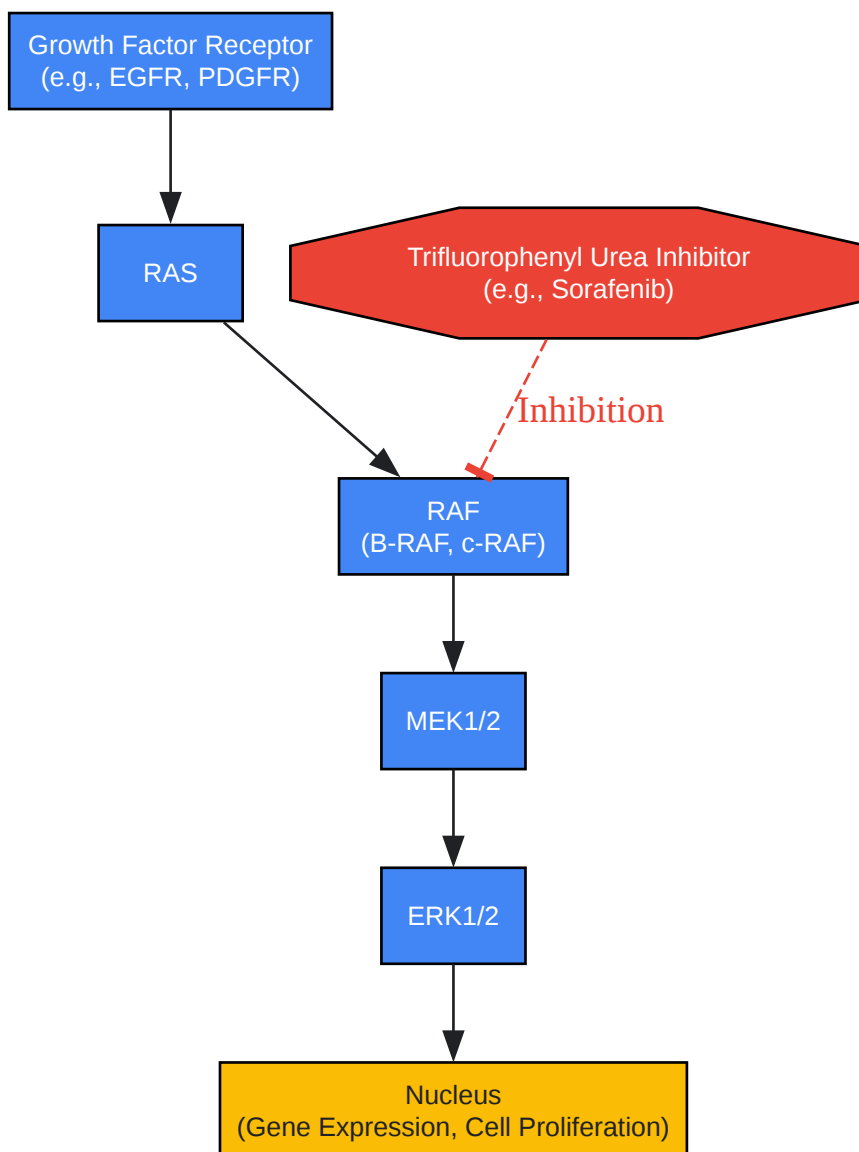 Growth Factor Receptor
(e.g., EGFR, PDGFR)
RAS
Trifluorophenyl Urea Inhibitor
(e.g., Sorafenib)
Inhibition
RAF
(B-RAF, c-RAF)
MEK1/2
ERK1/2
Nucleus
(Gene Expression, Cell Proliferation)